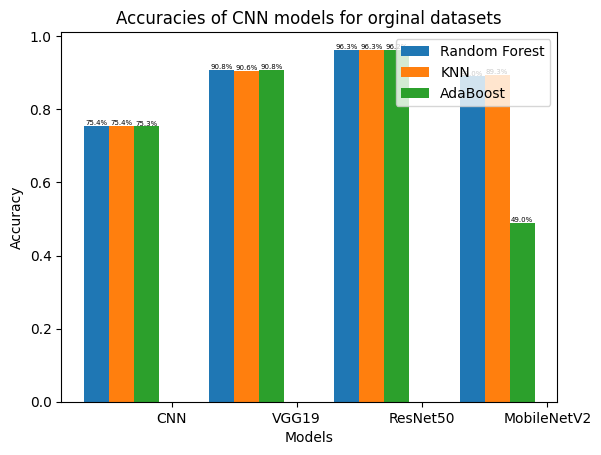 Accuracies of CNN models for orginal datasets
Random Forest
KNN
AdaBoost
75.4% 75.4% 75.3%
90.8% 90.6% 90.8%
96.3% 96.3%
89.3%
49.0%
1.0
0.8
0.6
0.4
0.2
0.0
Accuracy
CNN VGG19 ResNet50 MobileNetV2
Models